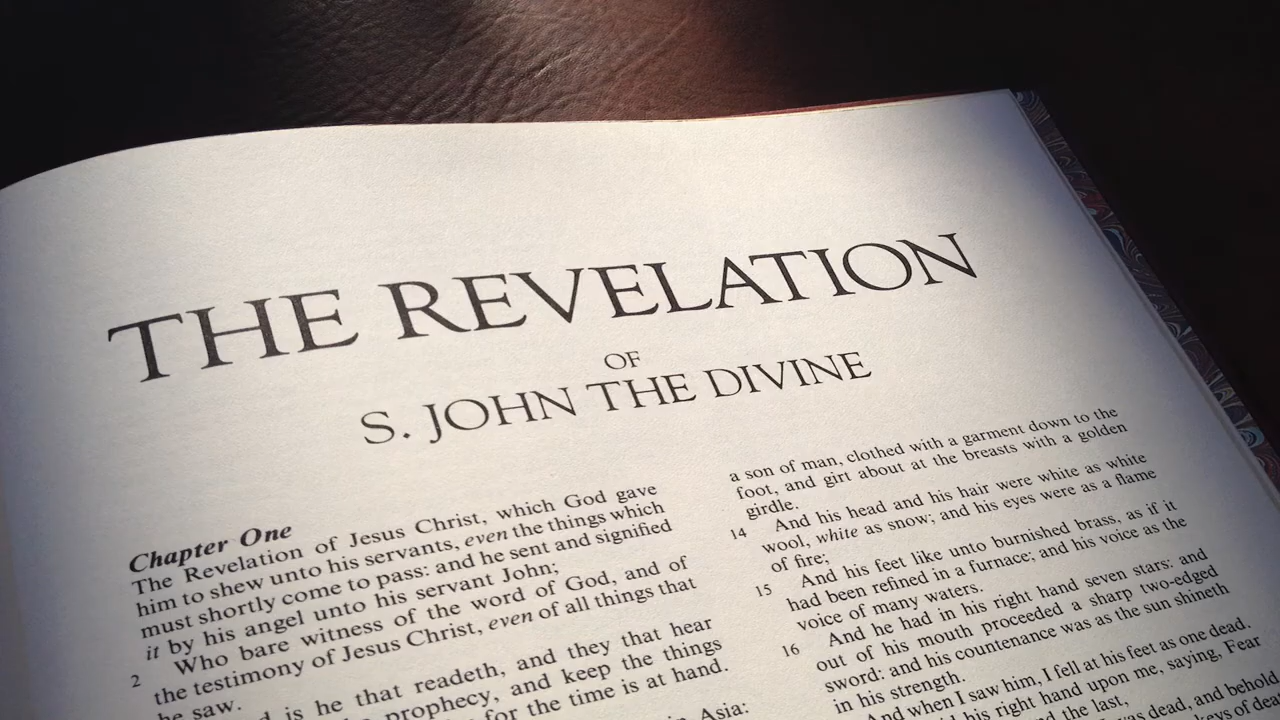 THE REVELATION
OF
S. JOHN THE DIVINE
Chapter One
The Revelation of Jesus Christ, which God gave
him to shew unto his servants, even the things which
must shortly come to pass: and he sent and signified
it by his angel unto his servant John;
2 Who bare witness of the word of God, and of
the testimony of Jesus Christ, even of all things that
he saw.
is he that readeth, and they that hear
prophecy, and keep the things
for the time is at hand.
in Asia:
a son of man, clothed with a garment down to the
foot, and girt about at the breasts with a golden
girdle.
14 And his head and his hair were white as white
wool, white as snow; and his eyes were as a flame
of fire;
15 And his feet like unto burnished brass, as if it
had been refined in a furnace; and his voice as the
voice of many waters.
16 And he had in his right hand seven stars: and
out of his mouth proceeded a sharp two-edged
sword: and his countenance was as the sun shineth
in his strength.
And when I saw him, I fell at his feet as one dead.
his right hand upon me, saying, Fear
the last,
was dead, and behold